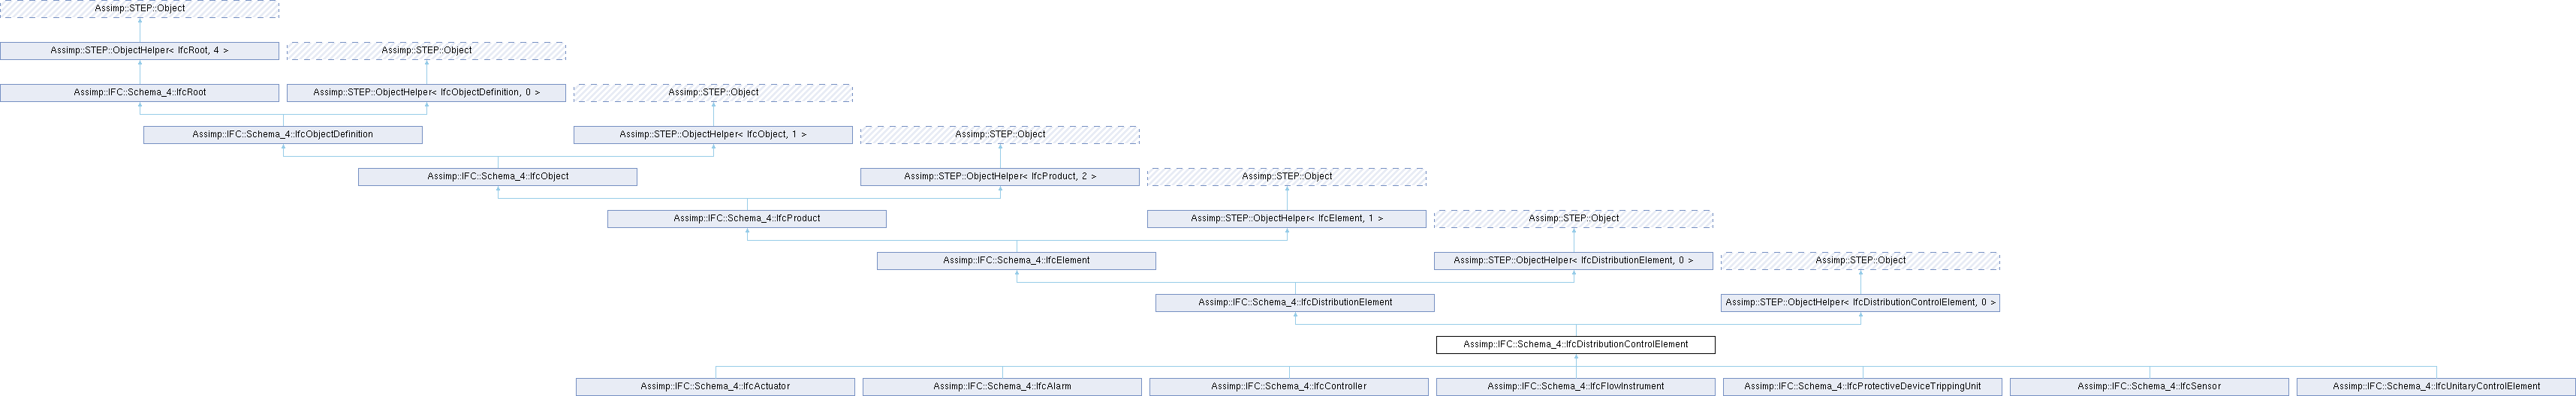 Assimp::STEP::Object
Assimp::STEP::ObjectHelper< IfcRoot, 4 >
Assimp::STEP::Object
Assimp::IFC::Schema_4::IfcRoot
Assimp::STEP::ObjectHelper< IfcObjectDefinition, 0 >
Assimp::STEP::Object
Assimp::IFC::Schema_4::IfcObjectDefinition
Assimp::STEP::ObjectHelper< IfcObject, 1 >
Assimp::STEP::Object
Assimp::IFC::Schema_4::IfcObject
Assimp::STEP::ObjectHelper< IfcProduct, 2 >
Assimp::STEP::Object
Assimp::IFC::Schema_4::IfcProduct
Assimp::STEP::ObjectHelper< IfcElement, 1 >
Assimp::STEP::Object
Assimp::IFC::Schema_4::IfcElement
Assimp::STEP::ObjectHelper< IfcDistributionElement, 0 >
Assimp::STEP::Object
Assimp::IFC::Schema_4::IfcDistributionElement
Assimp::STEP::ObjectHelper< IfcDistributionControlElement, 0 >
Assimp::IFC::Schema_4::IfcDistributionControlElement
Assimp::IFC::Schema_4::IfcActuator
Assimp::IFC::Schema_4::IfcAlarm
Assimp::IFC::Schema_4::IfcController
Assimp::IFC::Schema_4::IfcFlowInstrument
Assimp::IFC::Schema_4::IfcProtectiveDeviceTrippingUnit
Assimp::IFC::Schema_4::IfcSensor
Assimp::IFC::Schema_4::IfcUnitaryControlElement